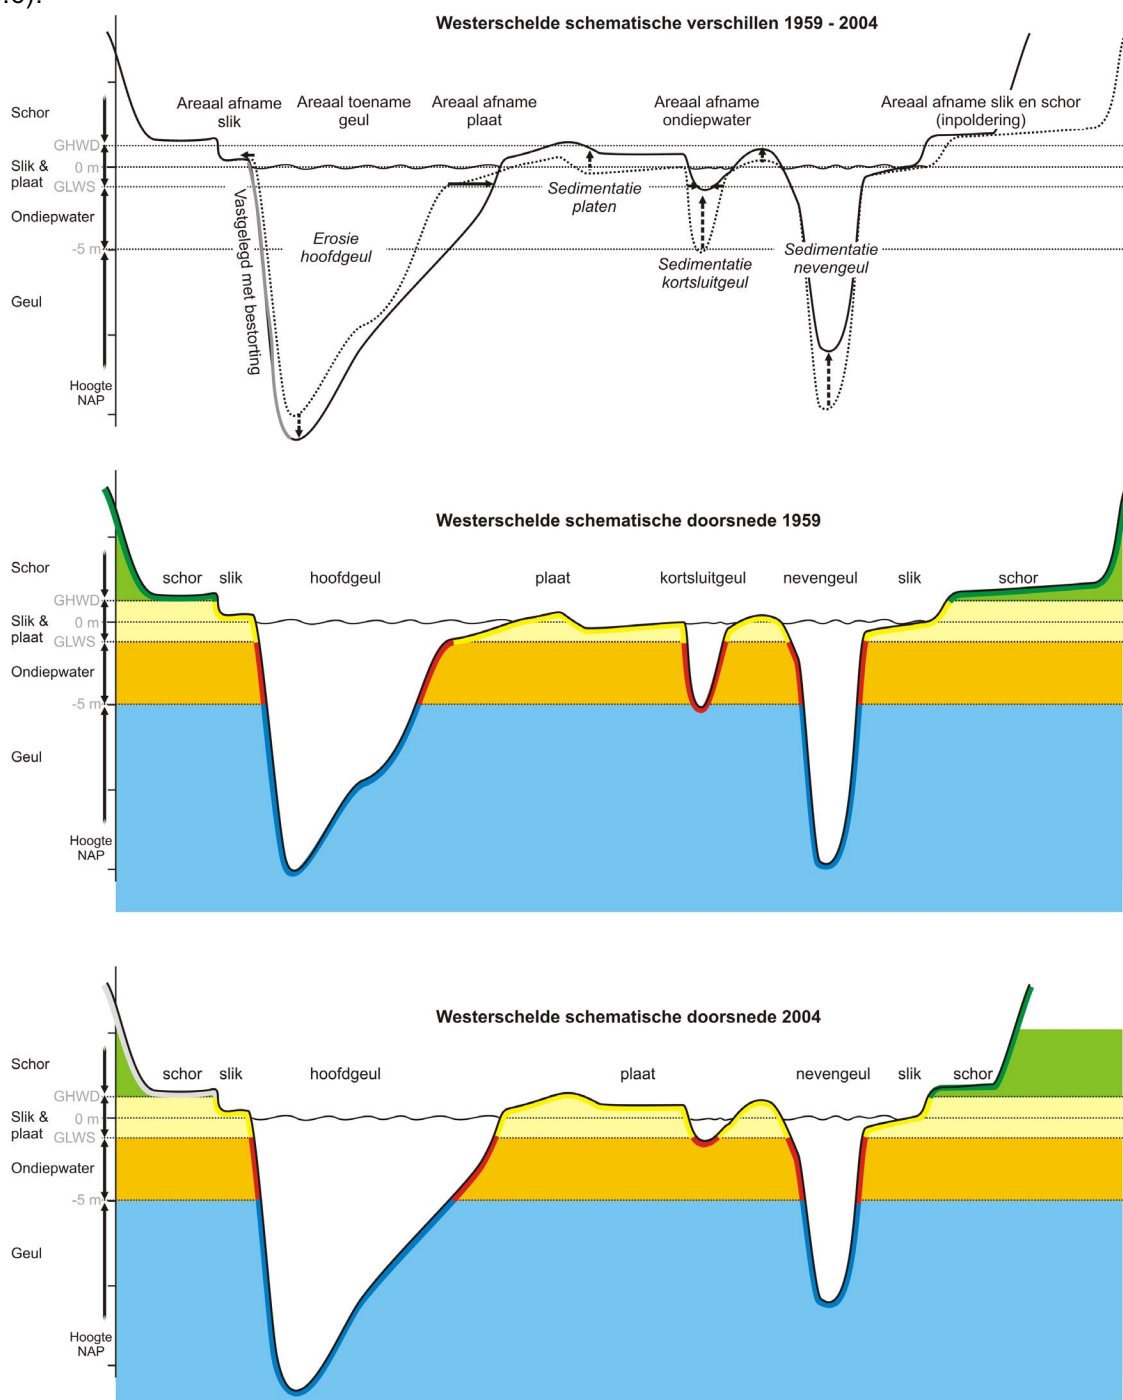 Westerschelde schematische verschillen 1959 - 2004
Schor
Areaal afname
slik
Areaal toename
geul
Areaal afname
plaat
Areaal afname
ondiepwater
Areaal afname slik en schor
(inpoldering)
GHWD
Slik &
plaat
0 m
GLWS
Ondiepwater
-5 m
Geul
Hoogte
NAP
Vastgelegd met bestorting
Erosie
hoofdgeul
Sedimentatie
platen
Sedimentatie
kortsluitgeul
Sedimentatie
nevengeul
Westerschelde schematische doorsnede 1959
Schor
schor
slik
hoofdgeul
plaat
kortsluitgeul
nevengeul
slik
schor
GHWD
Slik &
plaat
0 m
GLWS
Ondiepwater
-5 m
Geul
Hoogte
NAP
Westerschelde schematische doorsnede 2004
Schor
schor
slik
hoofdgeul
plaat
nevengeul
slik
schor
GHWD
Slik &
plaat
0 m
GLWS
Ondiepwater
-5 m
Geul
Hoogte
NAP